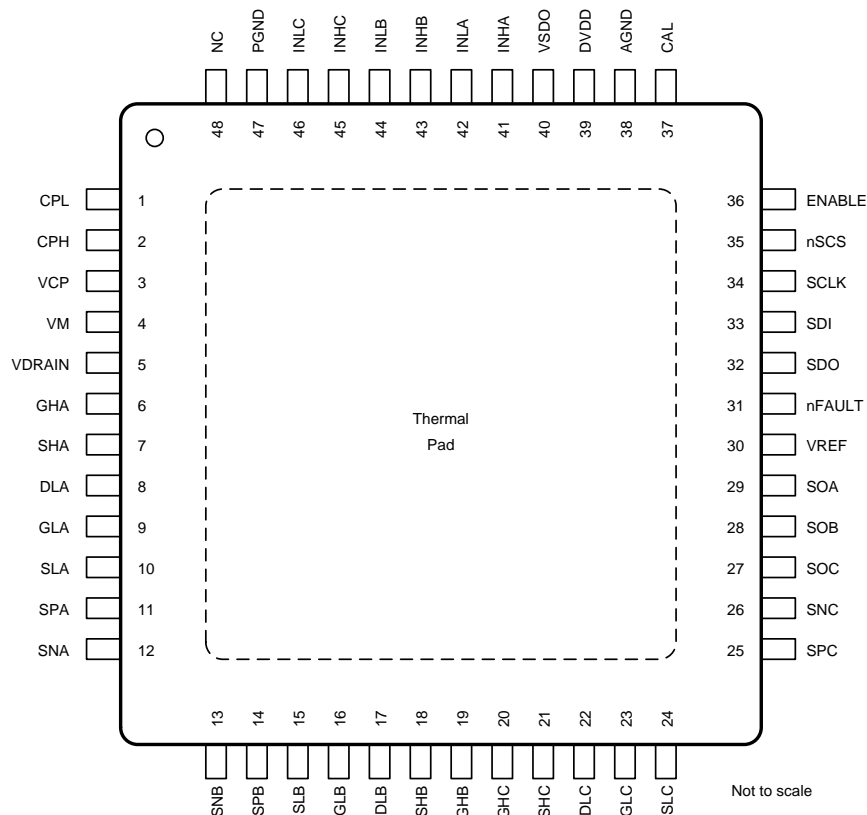 NC
PGND
INLC
INHC
INLB
INHB
INLA
INHA
VSDO
DVDD
AGND
CAL
48
47
46
45
44
43
42
41
40
39
38
37
CPL 1
CPH 2
VCP 3
VM 4
VDRAIN 5
GHA 6
SHA 7
DLA 8
GLA 9
SLA 10
SPA 11
SNA 12
Thermal
Pad
36 ENABLE
35 nSCS
34 SCLK
33 SDI
32 SDO
31 nFAULT
30 VREF
29 SOA
28 SOB
27 SOC
26 SNC
25 SPC
13
14
15
16
17
18
19
20
21
22
23
24
SNB
SPB
SLB
GLB
DLB
SHB
GHB
GHC
SHC
DLC
GLC
SLC
Not to scale